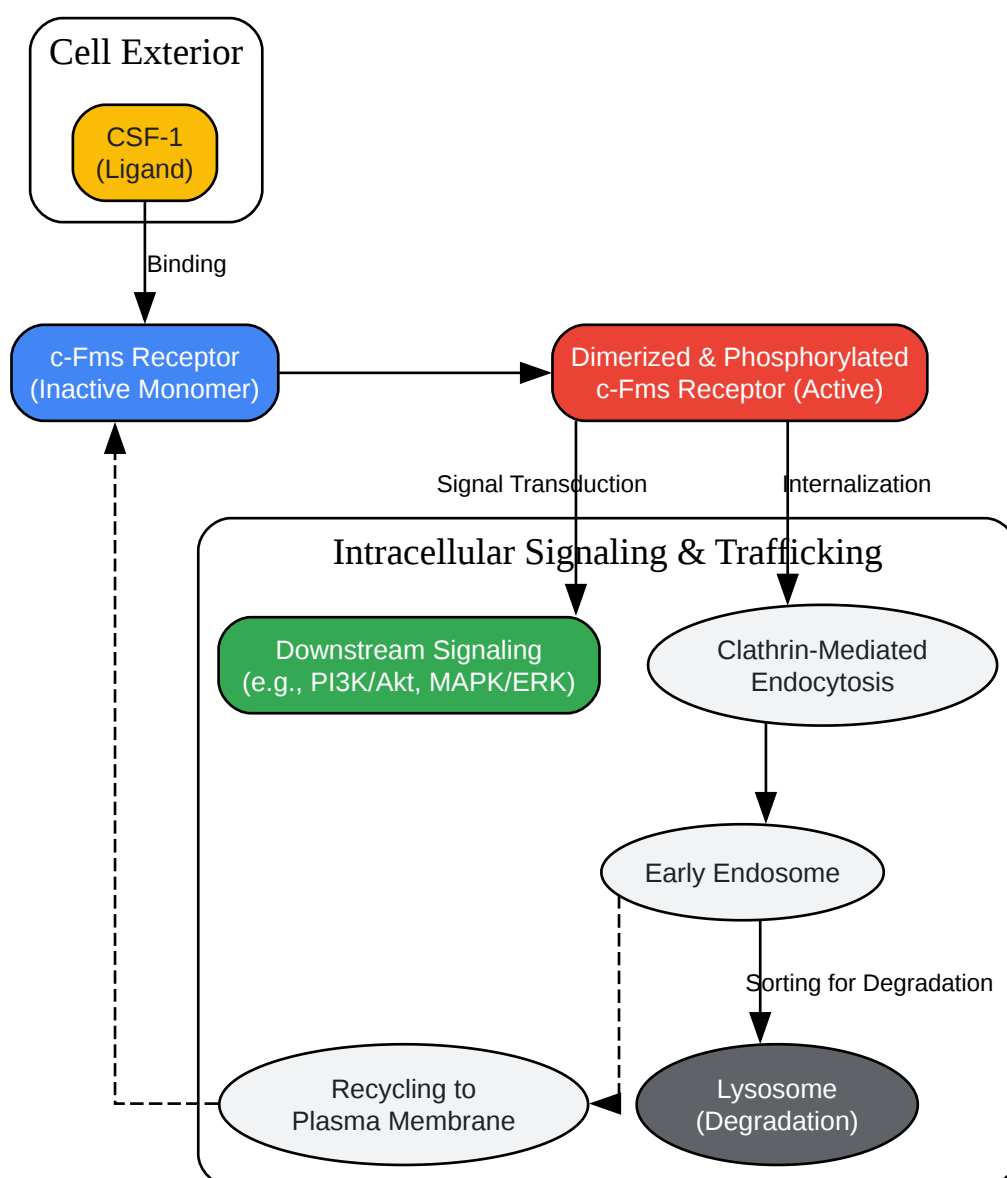 Cell Exterior
CSF-1
(Ligand)
Binding
c-Fms Receptor
(Inactive Monomer)
Dimerized & Phosphorylated
c-Fms Receptor (Active)
Signal Transduction
Internalization
Intracellular Signaling & Trafficking
Downstream Signaling
(e.g., PI3K/Akt, MAPK/ERK)
Clathrin-Mediated
Endocytosis
Early Endosome
Sorting for Degradation
Recycling to
Plasma Membrane
Lysosome
(Degradation)